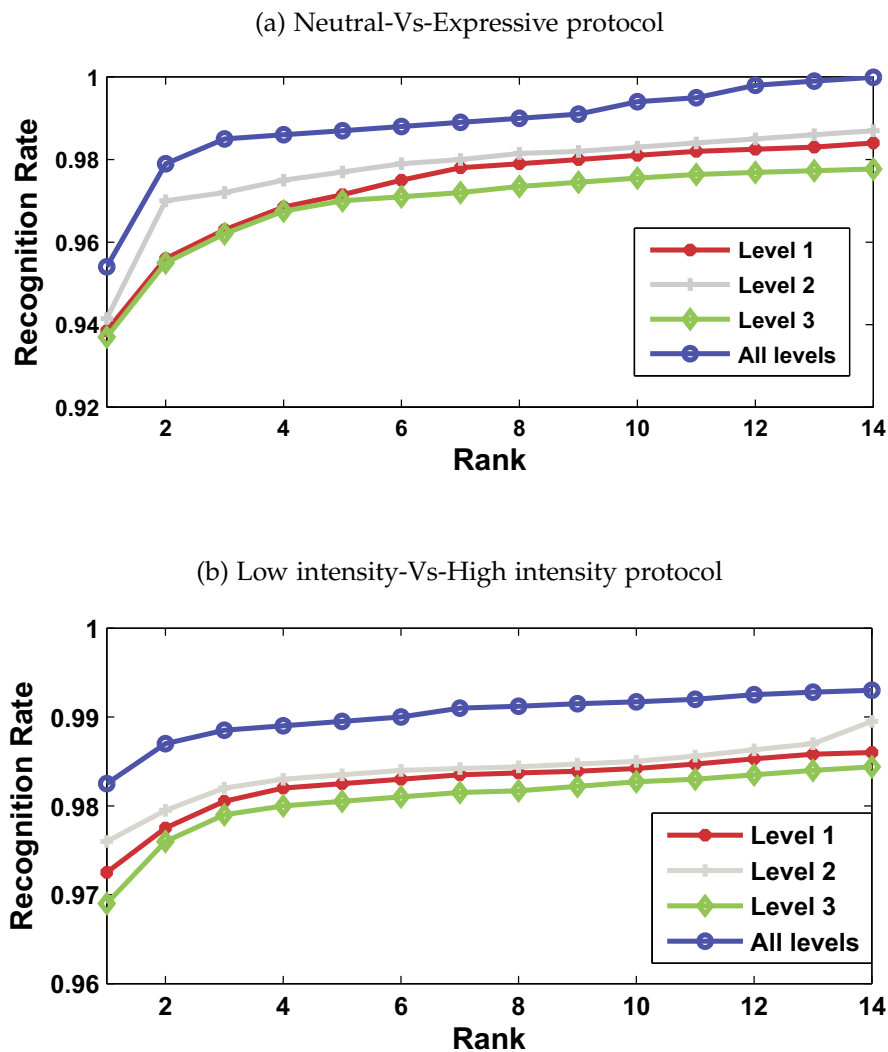 (a) Neutral-Vs-Expressive protocol
1
0.98
0.96
0.94
0.92
Recognition Rate
Level 1
Level 2
Level 3
All levels
2 4 6 8 10 12 14
Rank
(b) Low intensity-Vs-High intensity protocol
1
0.99
0.98
0.97
0.96
Recognition Rate
Level 1
Level 2
Level 3
All levels
2 4 6 8 10 12 14
Rank